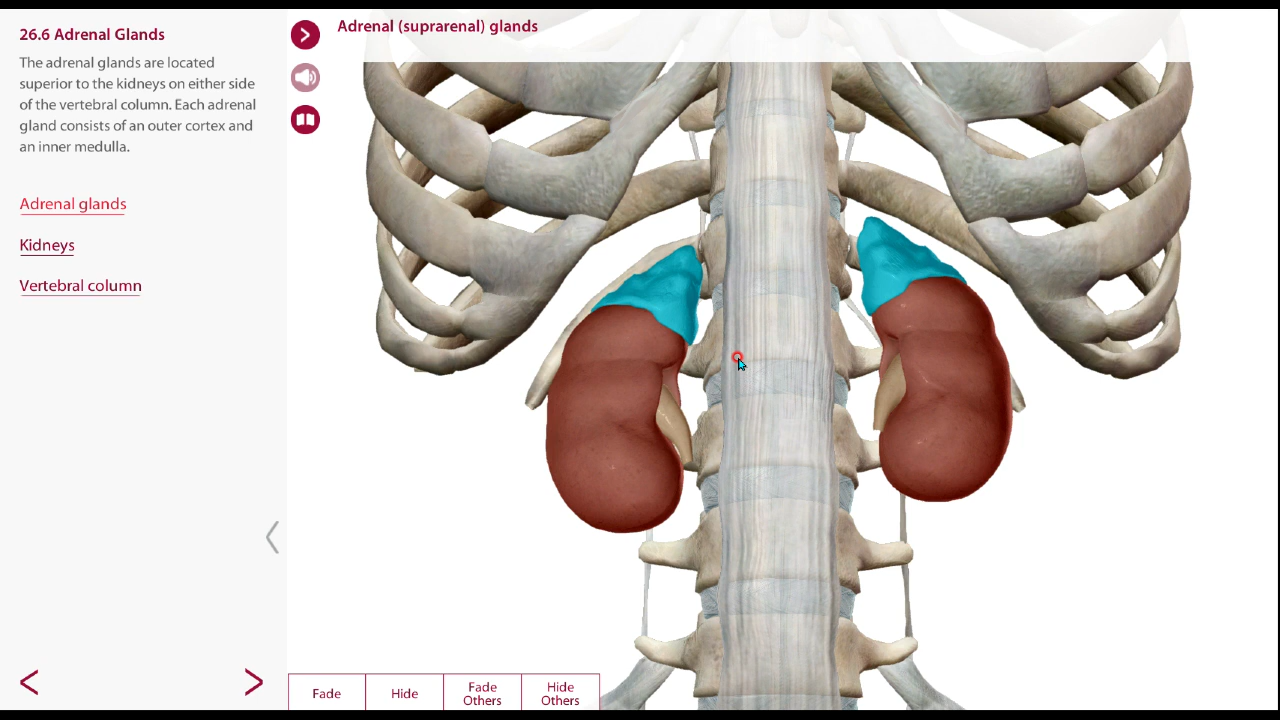 26.6 Adrenal Glands
The adrenal glands are located
superior to the kidneys on either side
of the vertebral column. Each adrenal
gland consists of an outer cortex and
an inner medulla.
Adrenal glands
Kidneys
Vertebral column
Adrenal (suprarenal) glands
Fade
Hide
Fade
Others
Hide
Others